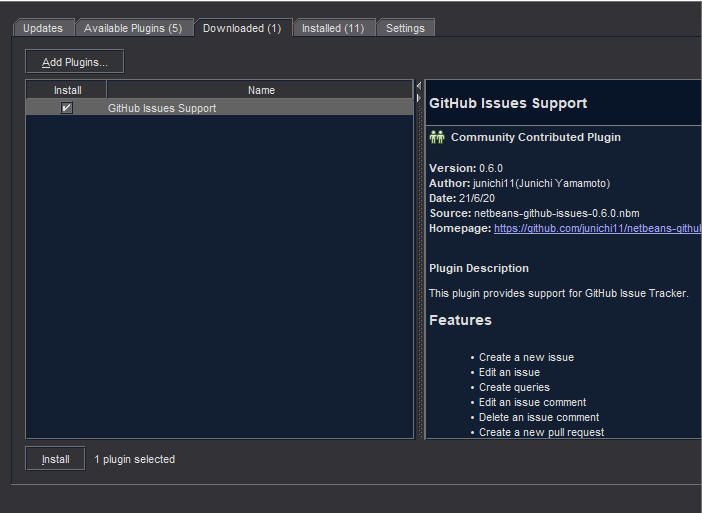 Updates Available Plugins (5) Downloaded (1) Installed (11) Settings
Add Plugins...
Install Name
GitHub Issues Support
GitHub Issues Support
Community Contributed Plugin
Version: 0.6.0
Author: junichi11(Junichi Yamamoto)
Date: 21/6/20
Source: netbeans-github-issues-0.6.0.nbm
Homepage: https://github.com/junichi11/netbeans-githul
Plugin Description
This plugin provides support for GitHub Issue Tracker.
Features
• Create a new issue
• Edit an issue
• Create queries
• Edit an issue comment
• Delete an issue comment
• Create a new pull request
Install 1 plugin selected